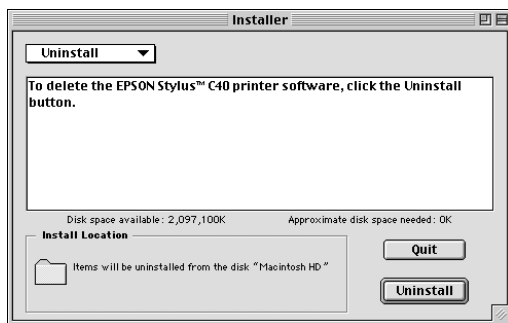 Installer
Uninstall
To delete the EPSON Stylus™ C40 printer software, click the Uninstall
button.
Disk space available: 2,097,100K Approximate disk space needed: 0K
Install Location
Items will be uninstalled from the disk "Macintosh HD"
Quit
Uninstall